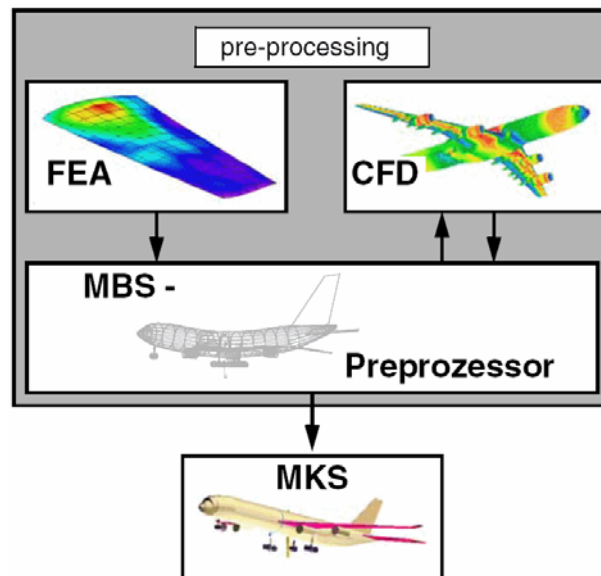 pre-processing
FEA
CFD
MBS -
Preprozessor
MKS